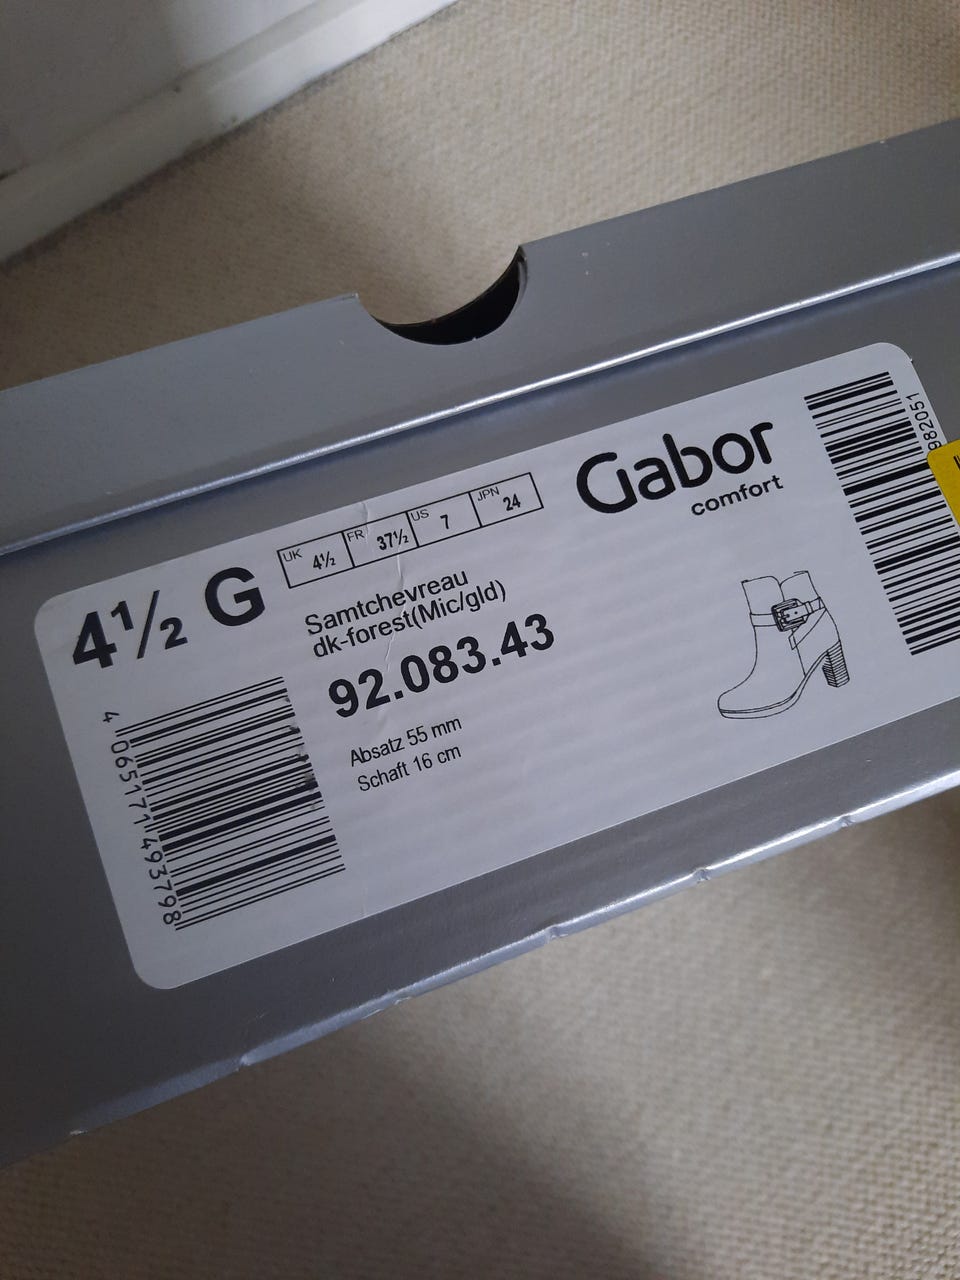 Gabor
comfort
UK 4½ FR 37½ US 7 JPN 24
4½ G
Samtchevreau
dk-forest(Mic/gld)
92.083.43
Absatz 55 mm
Schaft 16 cm
4 065171 493798
982051